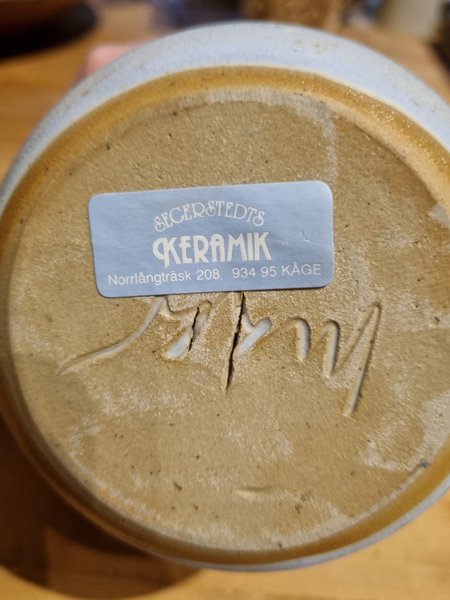 SEGERSTEDTS
KERAMIK
Norrlångträsk 208 934 95 KÅGE